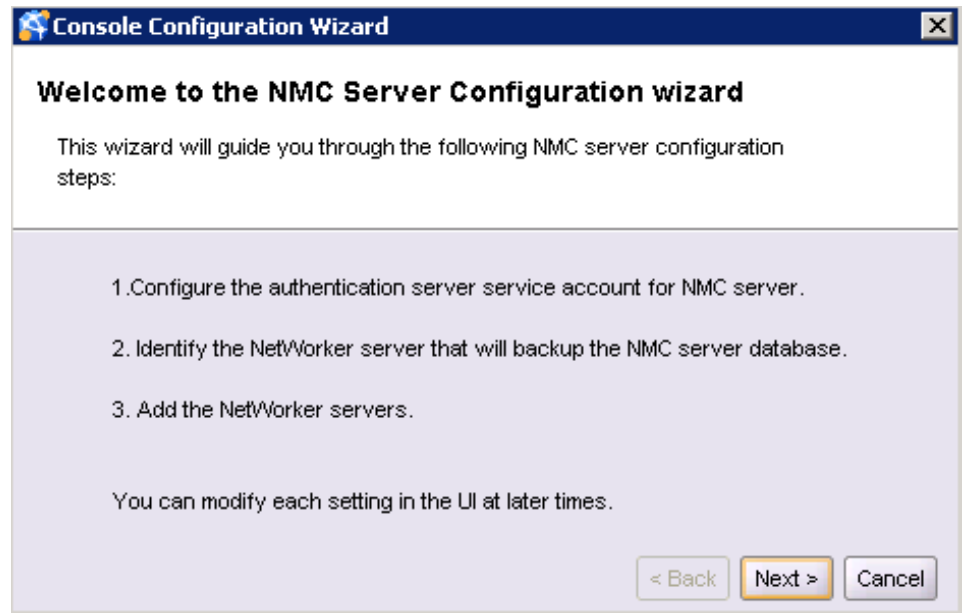 Console Configuration Wizard
Welcome to the NMC Server Configuration wizard
This wizard will guide you through the following NMC server configuration
steps:
1.Configure the authentication server service account for NMC server.
2. Identify the NetWorker server that will backup the NMC server database.
3. Add the NetWorker servers.
You can modify each setting in the UI at later times.
< Back Next > Cancel